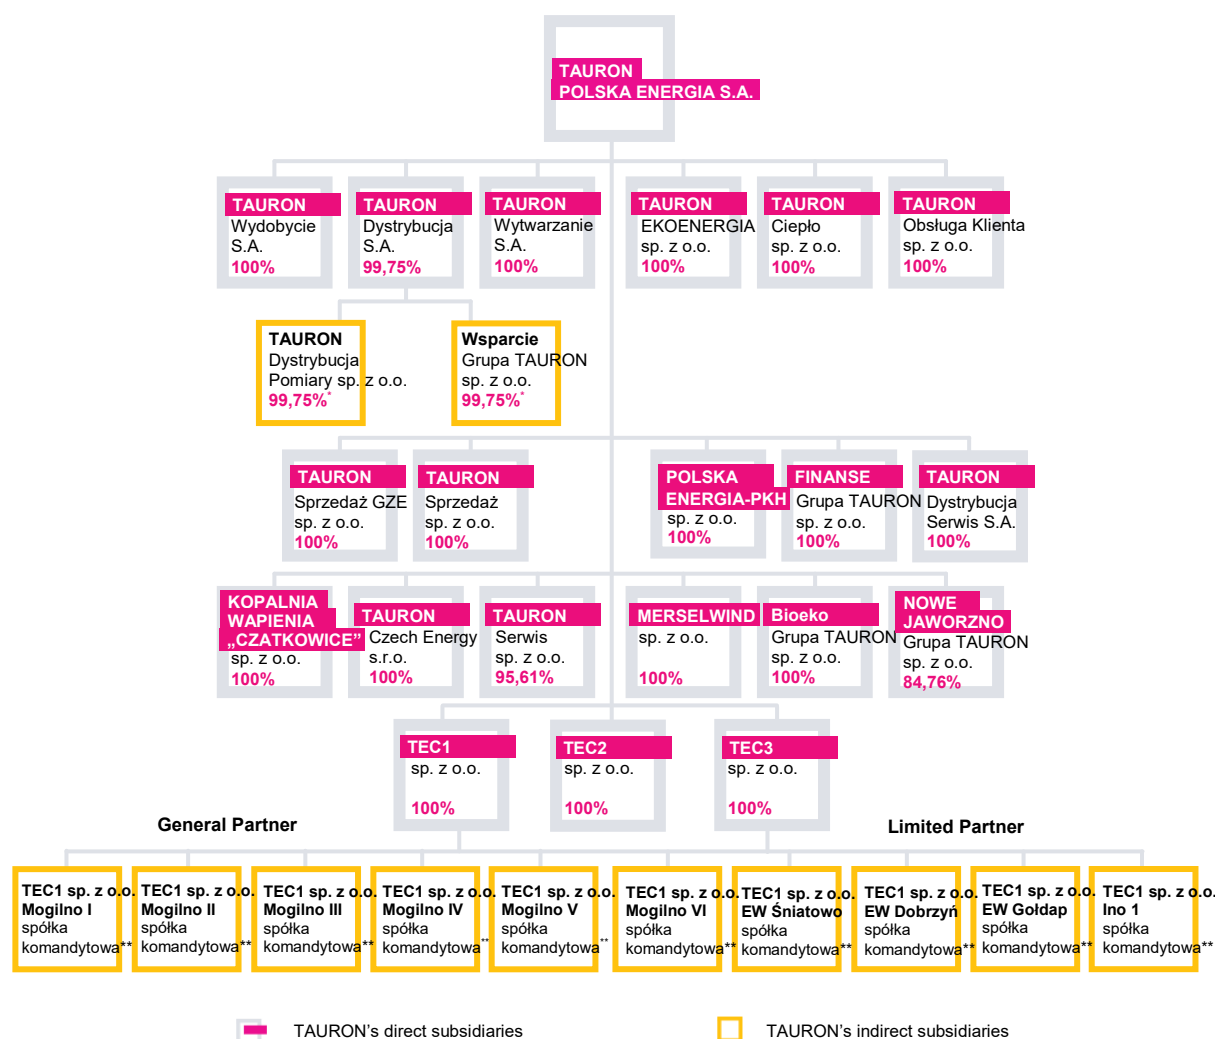 TAURON
POLSKA ENERGIA S.A.
TAURON
Wydobycie
S.A.
100%
TAURON
Dystrybucja
S.A.
99,75%
TAURON
Wytwarzanie
S.A.
100%
TAURON
EKOENERGIA
sp. z o.o.
100%
TAURON
Ciepło
sp. z o.o.
100%
TAURON
Obsługa Klienta
sp. z o.o.
100%
TAURON
Dystrybucja
Pomiary sp. z o.o.
99,75%*
Wsparcie
Grupa TAURON
sp. z o.o.
99,75%*
TAURON
Sprzedaż GZE
sp. z o.o.
100%
TAURON
Sprzedaż
sp. z o.o.
100%
POLSKA
ENERGIA-PKH
sp. z o.o.
100%
FINANSE
Grupa TAURON
sp. z o.o.
100%
TAURON
Dystrybucja
Serwis S.A.
100%
KOPALNIA
WAPIENIA
„CZATKOWICE”
sp. z o.o.
100%
TAURON
Czech Energy
s.r.o.
100%
TAURON
Serwis
sp. z o.o.
95,61%
MERSELWIND
sp. z o.o.
100%
Bioeko
Grupa TAURON
sp. z o.o.
100%
NOWE
JAWORZNO
Grupa TAURON
sp. z o.o.
84,76%
TEC1
sp. z o.o.
100%
TEC2
sp. z o.o.
100%
TEC3
sp. z o.o.
100%
General Partner
Limited Partner
TEC1 sp. z o.o.
Mogilno I
spółka
komandytowa**
TEC1 sp. z o.o.
Mogilno II
spółka
komandytowa**
TEC1 sp. z o.o.
Mogilno III
spółka
komandytowa**
TEC1 sp. z o.o.
Mogilno IV
spółka
komandytowa**
TEC1 sp. z o.o.
Mogilno V
spółka
komandytowa**
TEC1 sp. z o.o.
Mogilno VI
spółka
komandytowa**
TEC1 sp. z o.o.
EW Śniatowo
spółka
komandytowa**
TEC1 sp. z o.o.
EW Dobrzyń
spółka
komandytowa**
TEC1 sp. z o.o.
EW Gołdap
spółka
komandytowa**
TEC1 sp. z o.o.
Ino 1
spółka
komandytowa**
TAURON's direct subsidiaries
TAURON's indirect subsidiaries